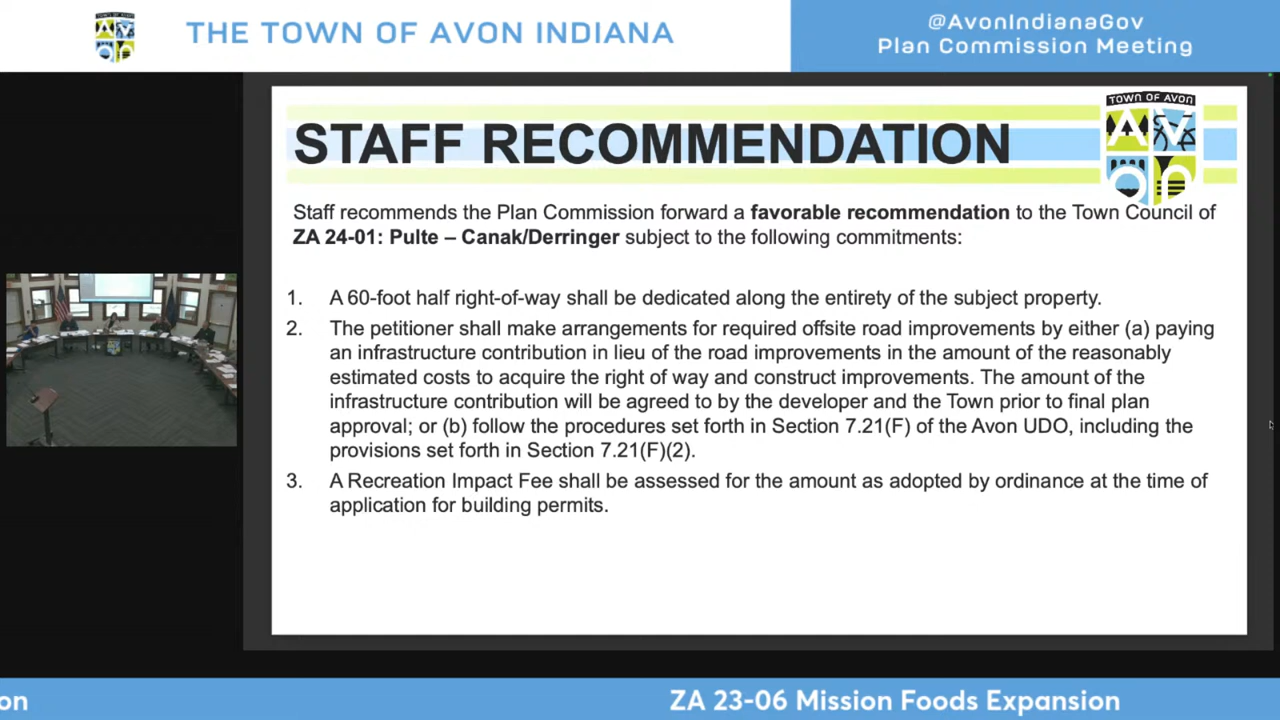 THE TOWN OF AVON INDIANA
@AvonIndianaGov
Plan Commission Meeting
TOWN OF AVON
Avon
STAFF RECOMMENDATION
Staff recommends the Plan Commission forward a favorable recommendation to the Town Council of
ZA 24-01: Pulte – Canak/Derringer subject to the following commitments:
1. A 60-foot half right-of-way shall be dedicated along the entirety of the subject property.
2. The petitioner shall make arrangements for required offsite road improvements by either (a) paying
an infrastructure contribution in lieu of the road improvements in the amount of the reasonably
estimated costs to acquire the right of way and construct improvements. The amount of the
infrastructure contribution will be agreed to by the developer and the Town prior to final plan
approval; or (b) follow the procedures set forth in Section 7.21(F) of the Avon UDO, including the
provisions set forth in Section 7.21(F)(2).
3. A Recreation Impact Fee shall be assessed for the amount as adopted by ordinance at the time of
application for building permits.
on
ZA 23-06 Mission Foods Expansion